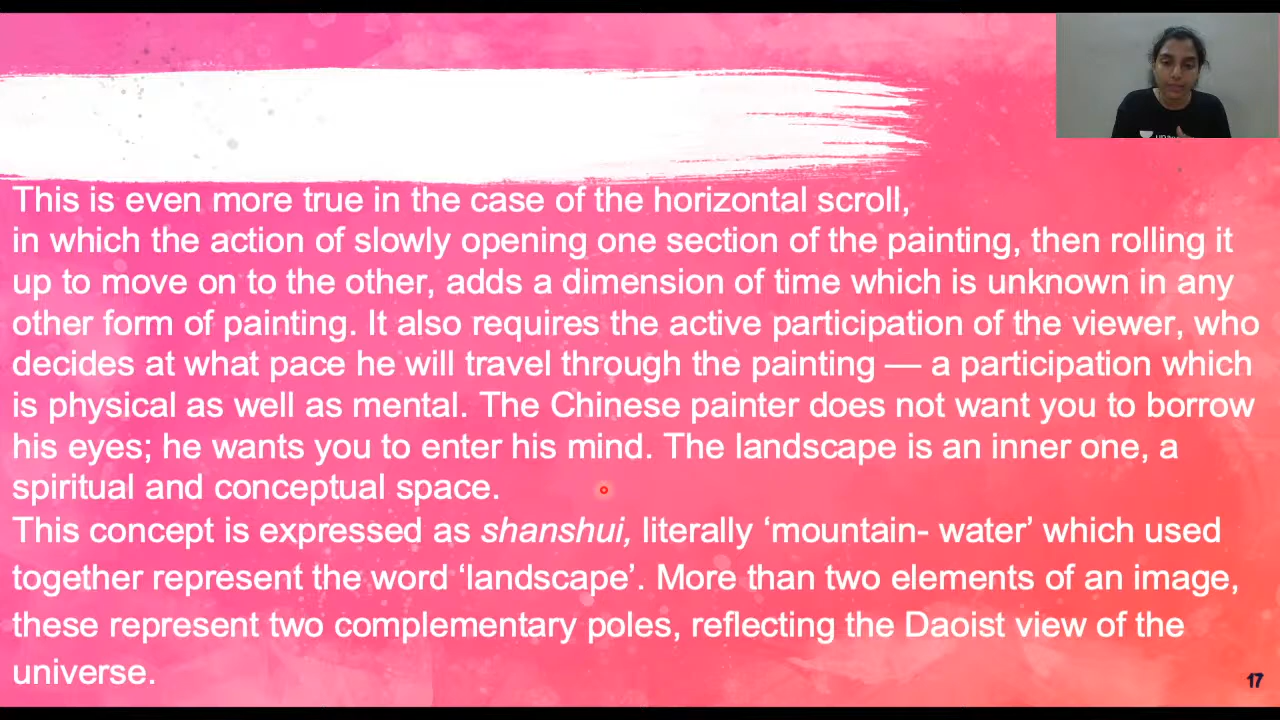 This is even more true in the case of the horizontal scroll,
in which the action of slowly opening one section of the painting, then rolling it
up to move on to the other, adds a dimension of time which is unknown in any
other form of painting. It also requires the active participation of the viewer, who
decides at what pace he will travel through the painting — a participation which
is physical as well as mental. The Chinese painter does not want you to borrow
his eyes; he wants you to enter his mind. The landscape is an inner one, a
spiritual and conceptual space.
This concept is expressed as shanshui, literally ‘mountain- water’ which used
together represent the word ‘landscape’. More than two elements of an image,
these represent two complementary poles, reflecting the Daoist view of the
universe.
17